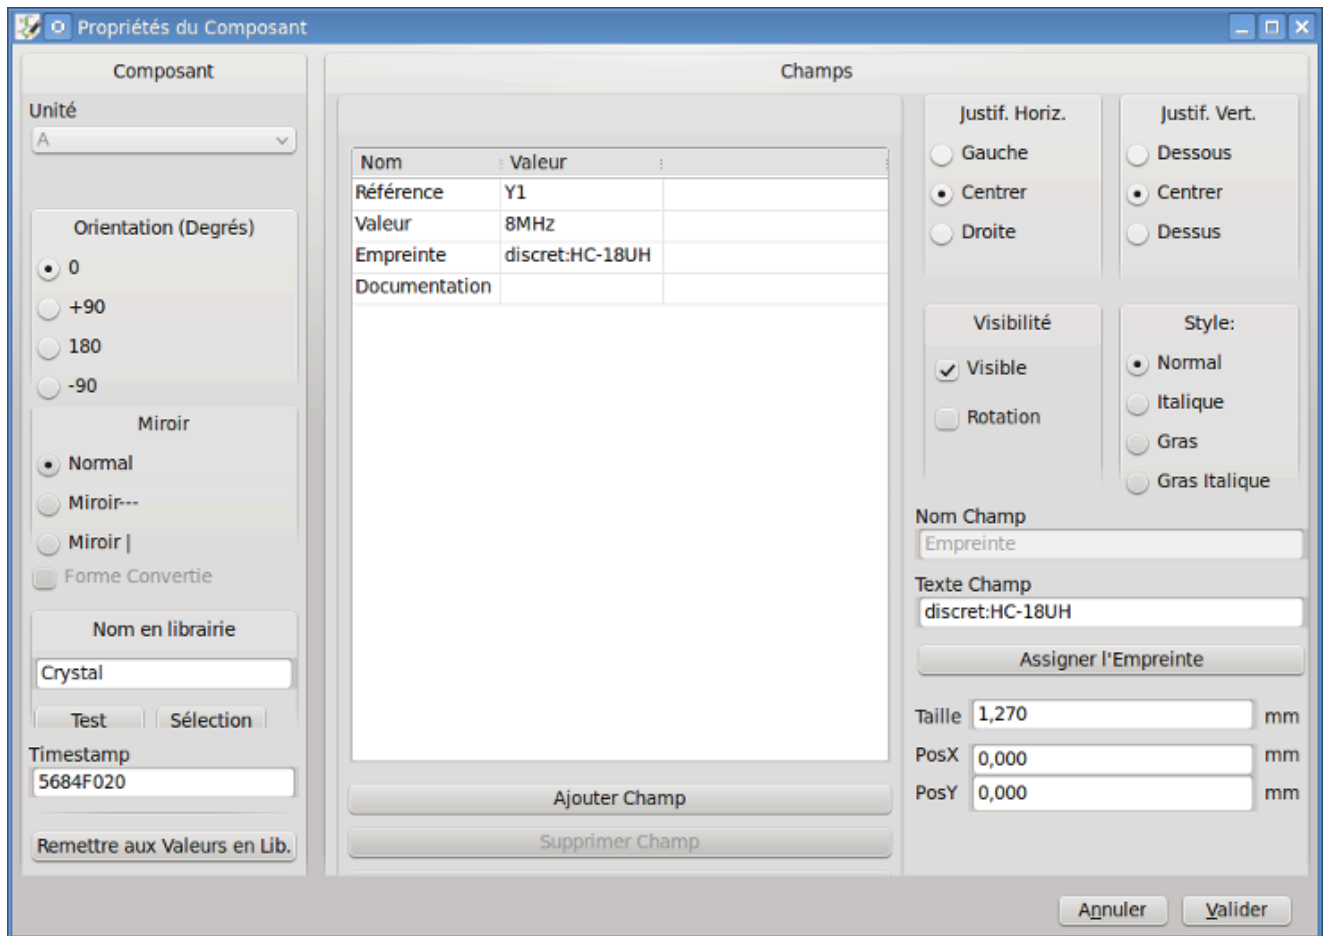 Propriétés du Composant
Composant
Unité
A
Orientation (Degrés)
0
+90
180
-90
Miroir
Normal
Miroir---
Miroir |
Forme Convertie
Nom en librairie
Crystal
Test Sélection
Timestamp
5684F020
Remettre aux Valeurs en Lib.
Champs
Nom Valeur
Référence Y1
Valeur 8MHz
Empreinte discret:HC-18UH
Documentation
Ajouter Champ
Supprimer Champ
Justif. Horiz.
Gauche
Centrer
Droite
Justif. Vert.
Dessous
Centrer
Dessus
Visibilité
Visible
Rotation
Style:
Normal
Italique
Gras
Gras Italique
Nom Champ
Empreinte
Texte Champ
discret:HC-18UH
Assigner l'Empreinte
Taille 1,270 mm
PosX 0,000 mm
PosY 0,000 mm
Annuler Valider